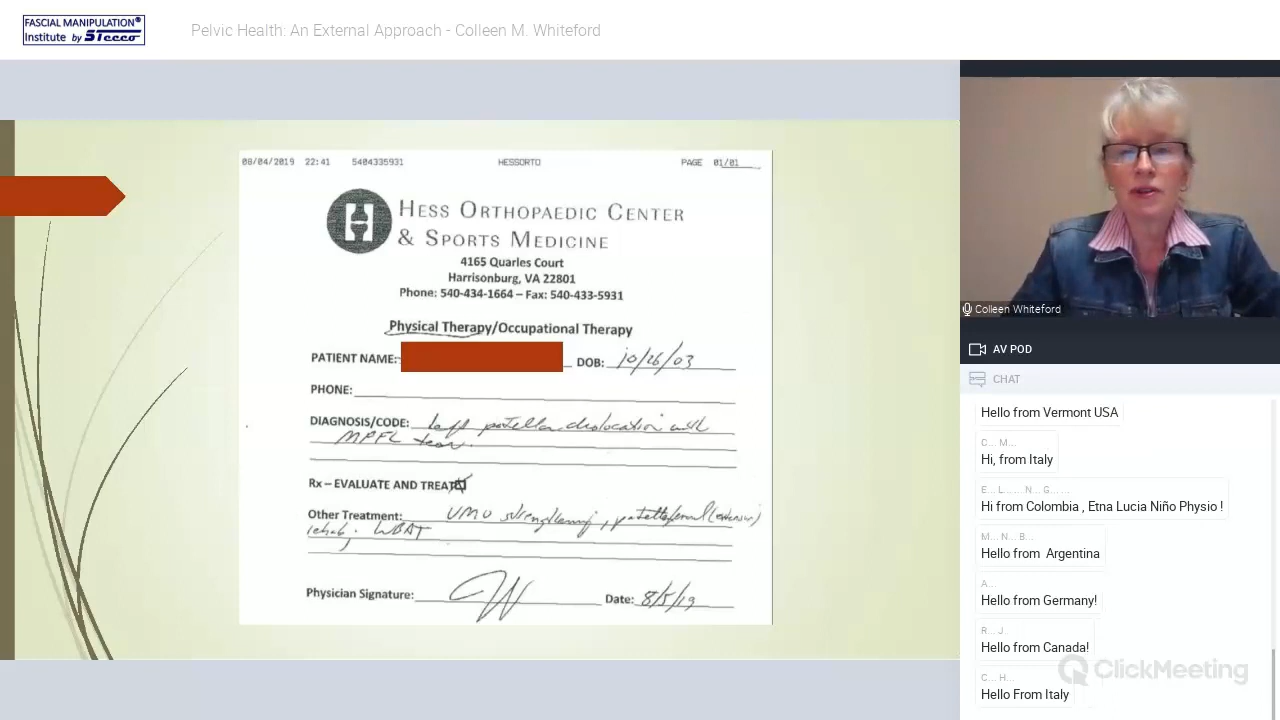 FASCIAL MANIPULATION®
Institute by Stecco
Pelvic Health: An External Approach - Colleen M. Whiteford
08/04/2019 22:41 5404335931 HESSORTO PAGE 01/01
H
HESS ORTHOPAEDIC CENTER
& SPORTS MEDICINE
4165 Quarles Court
Harrisonburg, VA 22801
Phone: 540-434-1664 – Fax: 540-433-5931
Physical Therapy/Occupational Therapy
PATIENT NAME: DOB: 10/26/03
PHONE:
DIAGNOSIS/CODE: Left patellar dislocation with
MPFL tear.
Rx – EVALUATE AND TREAT
Other Treatment: VMO strengthening, patellofemoral
rehab; WBAT
Physician Signature: Date: 8/5/19
Colleen Whiteford
AV POD
CHAT
Hello from Vermont USA
C... M...
Hi, from Italy
E... L..... N... G.....
Hi from Colombia , Etna Lucia Niño Physio !
M... N... B...
Hello from Argentina
A...
Hello from Germany!
R... J.
Hello from Canada!
C... H...
Hello From Italy
ClickMeeting